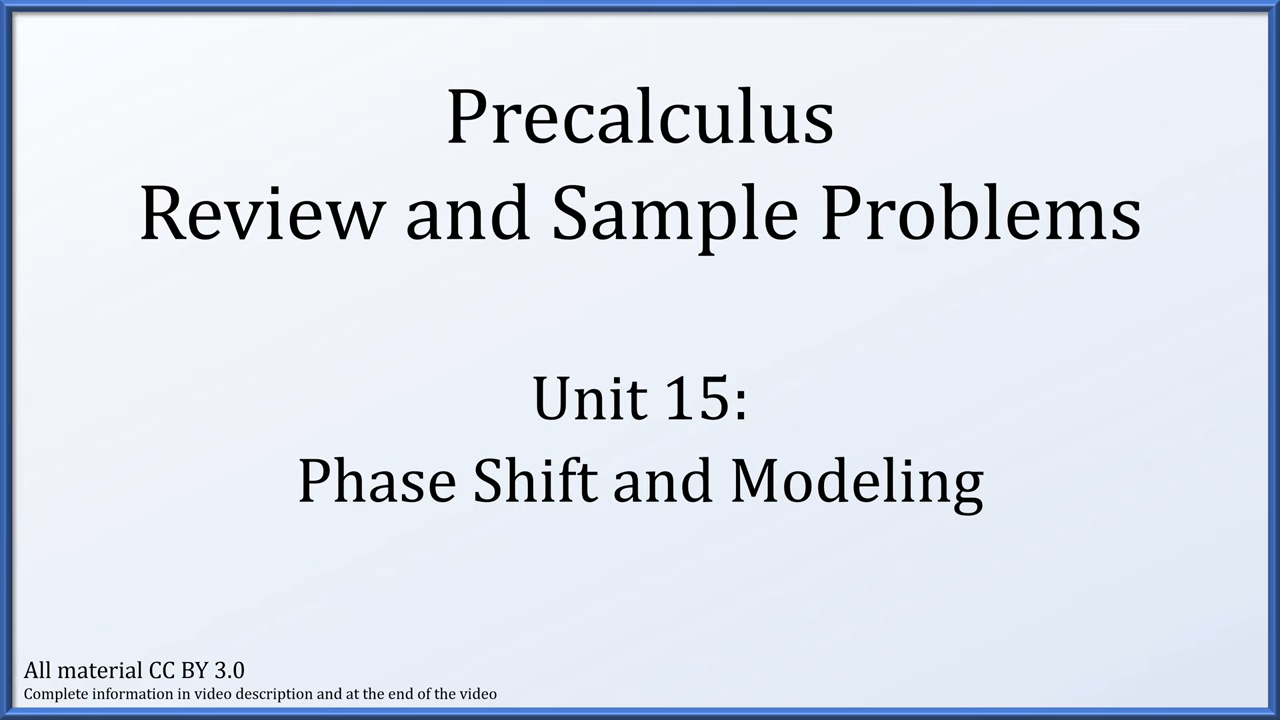 Precalculus
Review and Sample Problems
Unit 15:
Phase Shift and Modeling
All material CC BY 3.0
Complete information in video description and at the end of the video